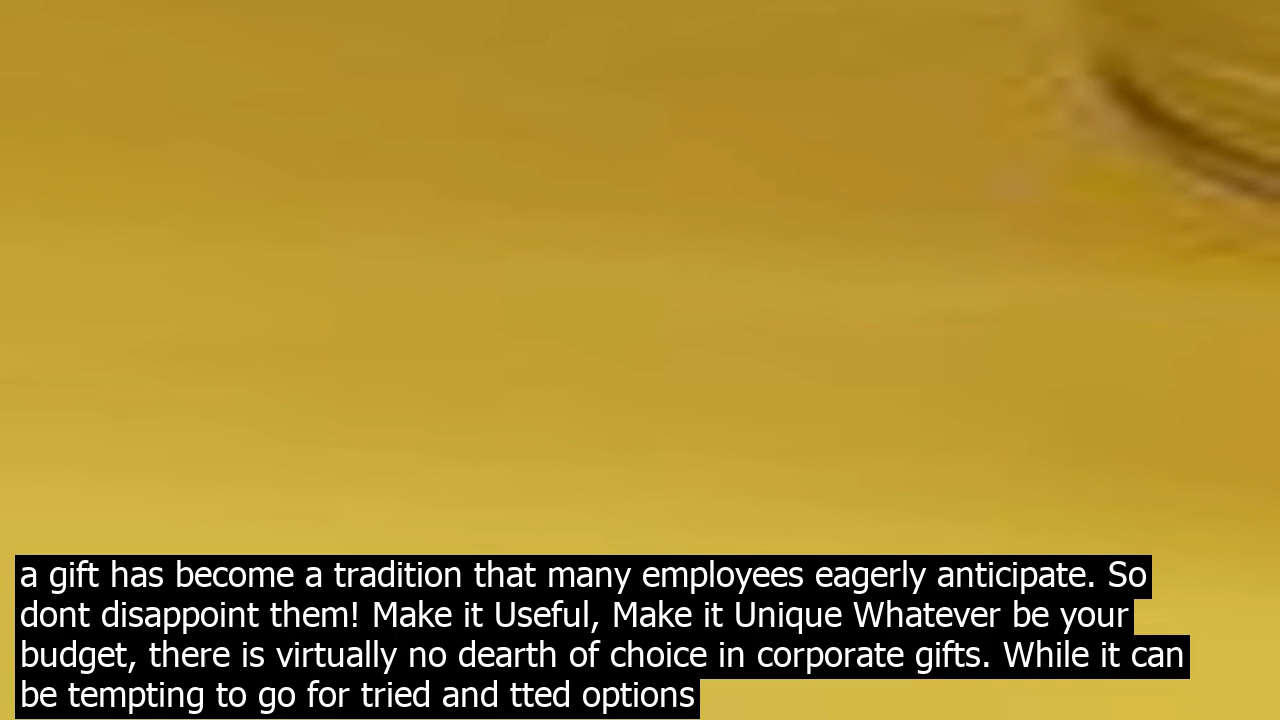 a gift has become a tradition that many employees eagerly anticipate. So
dont disappoint them! Make it Useful, Make it Unique Whatever be your
budget, there is virtually no dearth of choice in corporate gifts. While it can
be tempting to go for tried and tted options